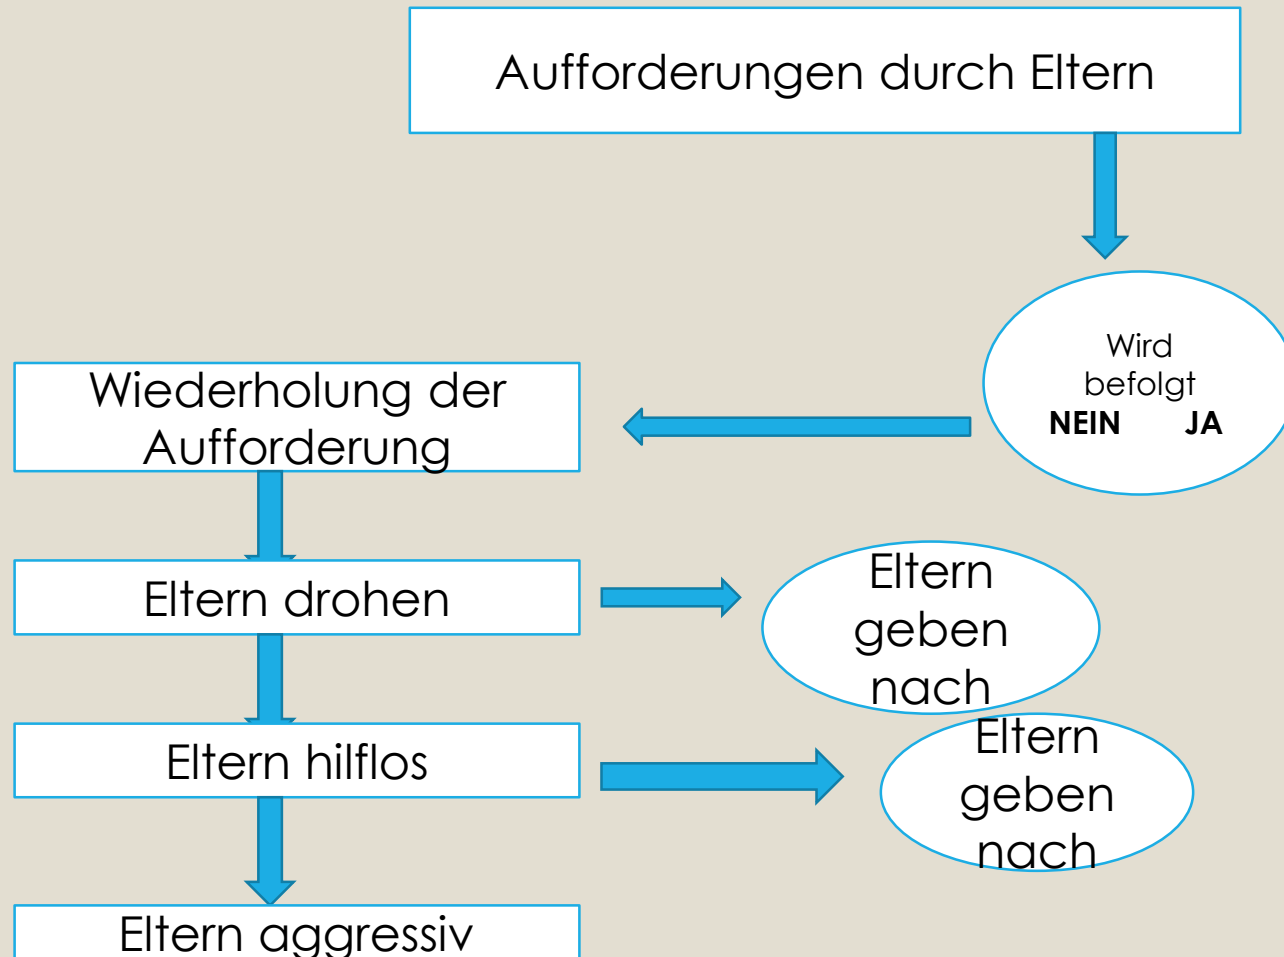 Aufforderungen durch Eltern
Wird
befolgt
NEIN JA
Wiederholung der
Aufforderung
Eltern drohen
Eltern
geben
nach
Eltern hilflos
Eltern
geben
nach
Eltern aggressiv